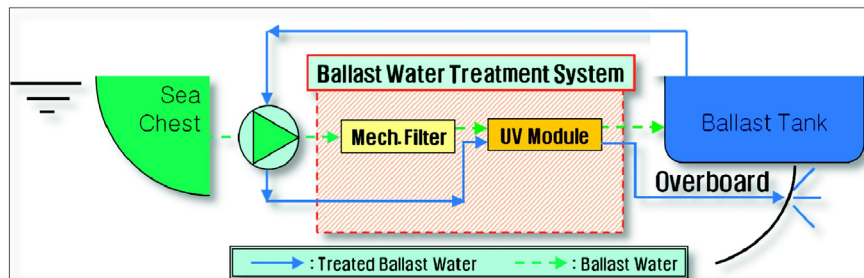 Ballast Water Treatment System
Sea
Chest
Mech. Filter
UV Module
Ballast Tank
Overboard
: Treated Ballast Water
: Ballast Water